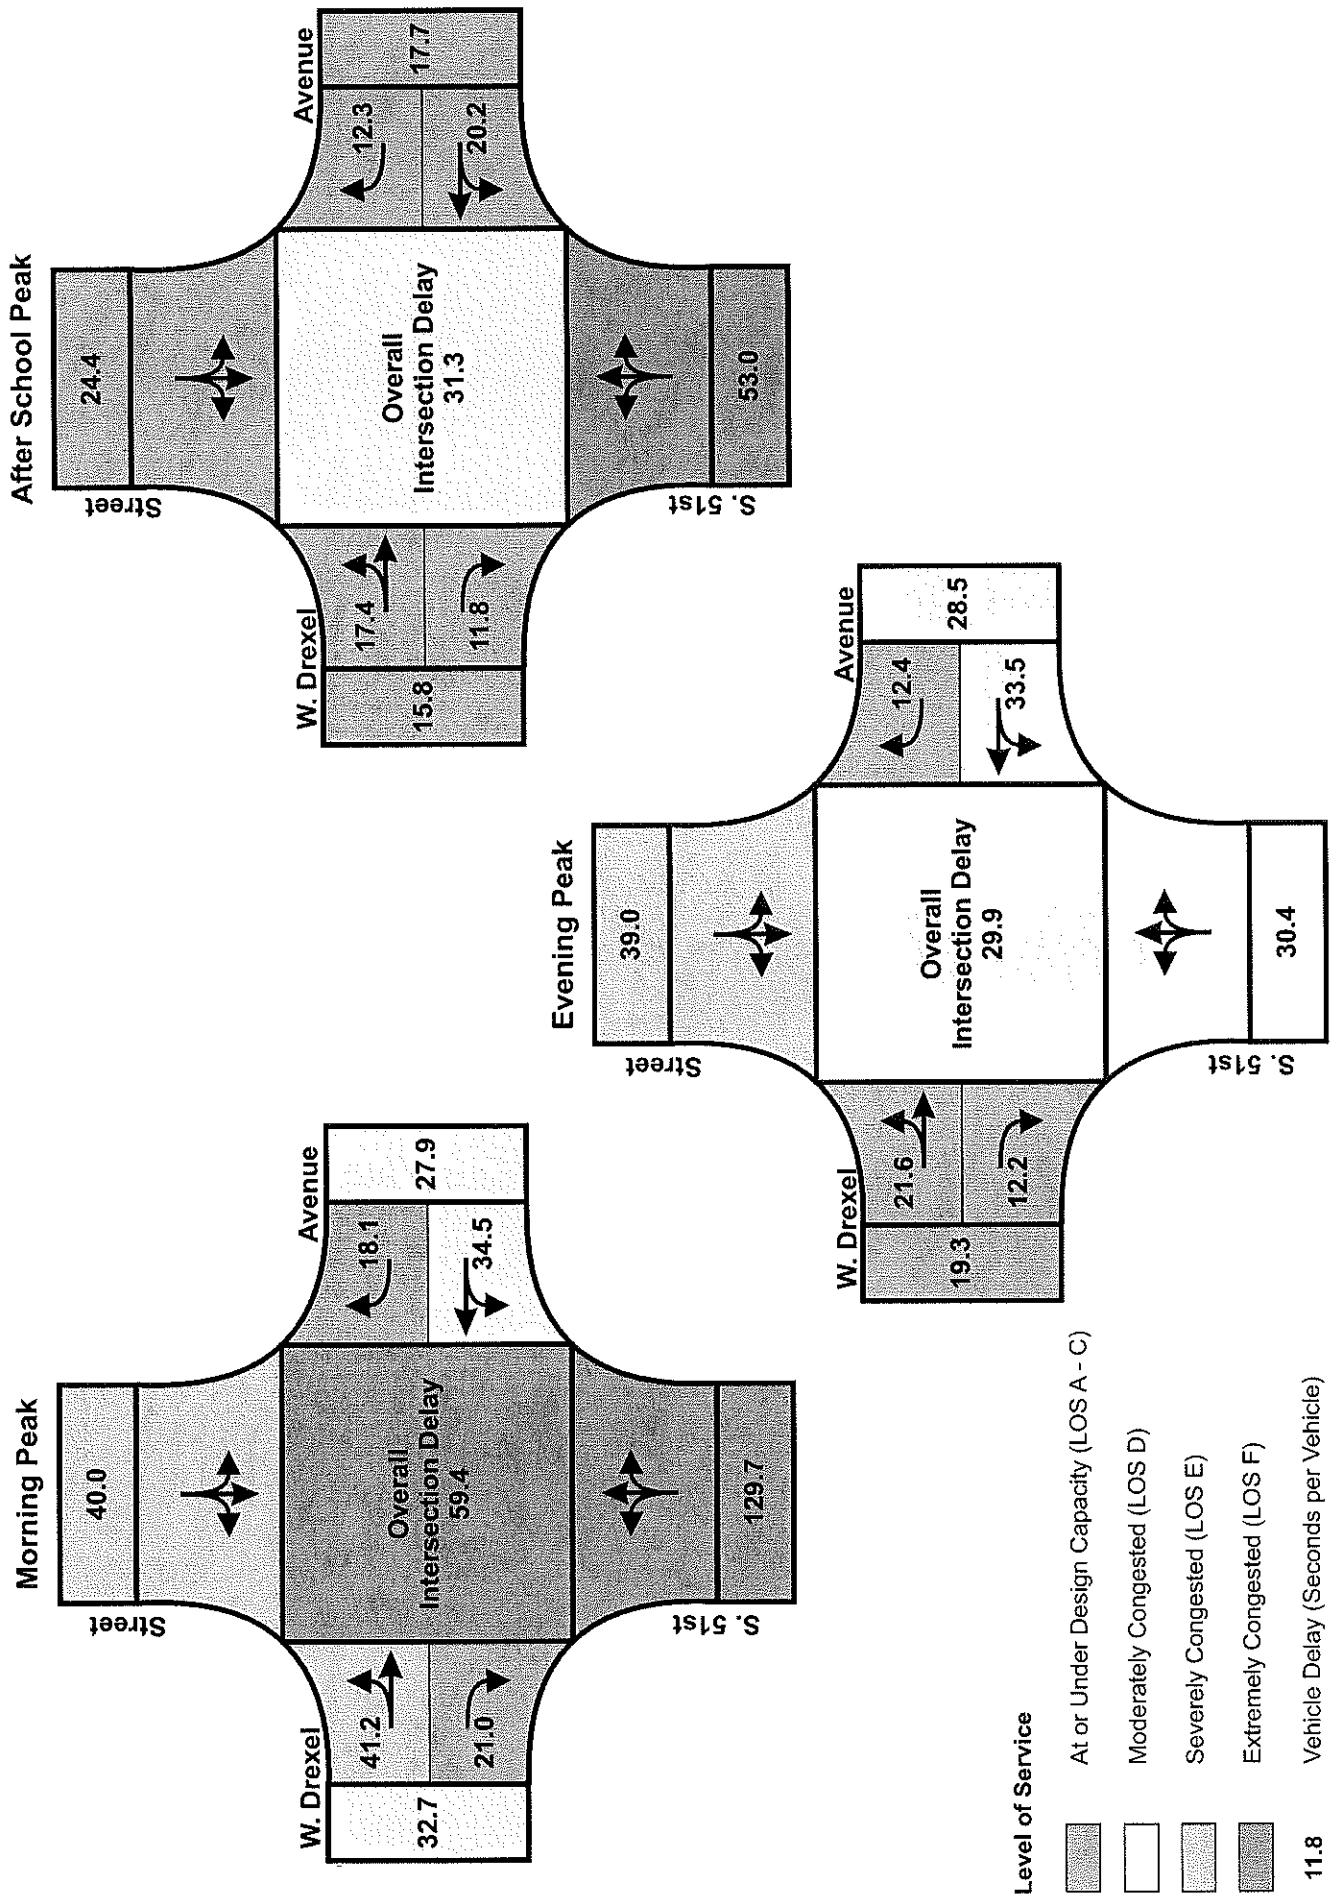 Morning Peak
Street
40.0
W. Drexel
Avenue
32.7
41.2
21.0
Overall
Intersection Delay
59.4
18.1
34.5
27.9
129.7
S. 51st
Evening Peak
Street
39.0
W. Drexel
Avenue
19.3
21.6
12.2
Overall
Intersection Delay
29.9
12.4
33.5
28.5
30.4
S. 51st
After School Peak
Street
24.4
W. Drexel
Avenue
15.8
17.4
11.8
Overall
Intersection Delay
31.3
12.3
20.2
17.7
53.0
S. 51st
Level of Service
At or Under Design Capacity (LOS A - C)
Moderately Congested (LOS D)
Severely Congested (LOS E)
Extremely Congested (LOS F)
11.8 Vehicle Delay (Seconds per Vehicle)